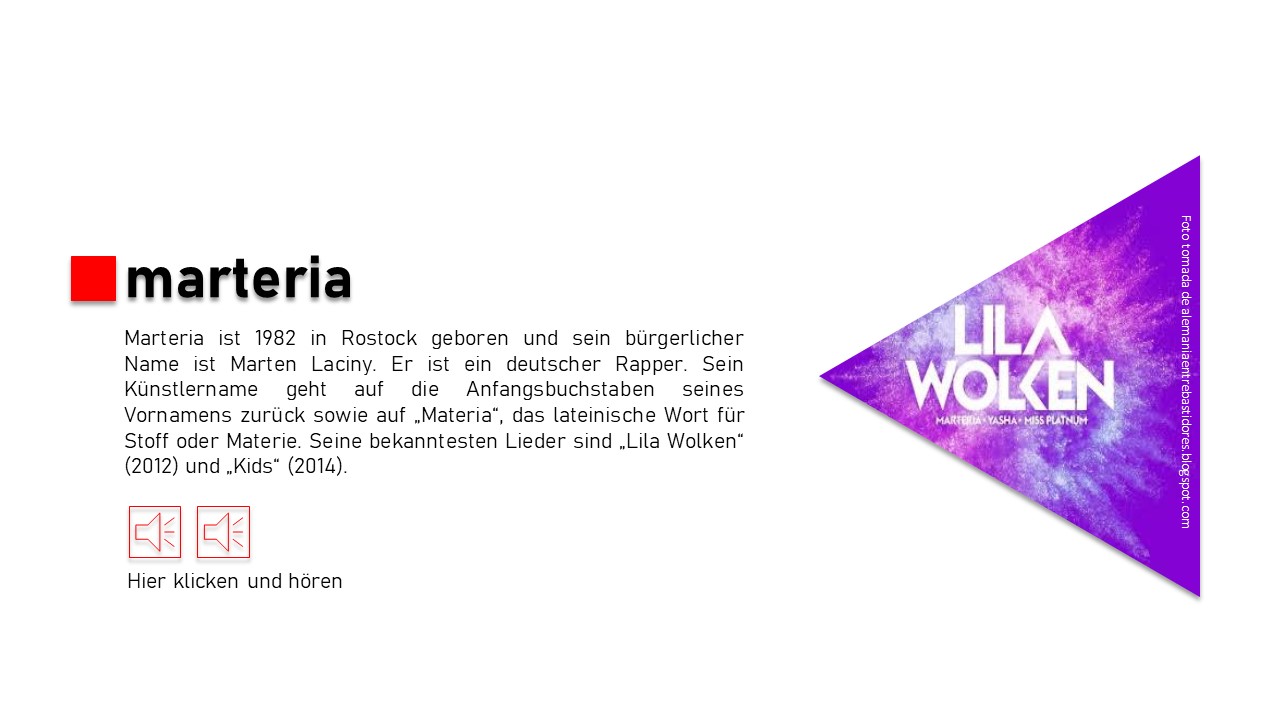 marteria
Marteria ist 1982 in Rostock geboren und sein bürgerlicher
Name ist Marten Laciny. Er ist ein deutscher Rapper. Sein
Künstlername geht auf die Anfangsbuchstaben seines
Vornamens zurück sowie auf „Materia“, das lateinische Wort für
Stoff oder Materie. Seine bekanntesten Lieder sind „Lila Wolken“
(2012) und „Kids“ (2014).
Hier klicken und hören
LILA
WOLKEN
MARTERIA • YASHA • MISS PLATNUM
Foto tomada de alemaniaentrebastidores.blogspot.com